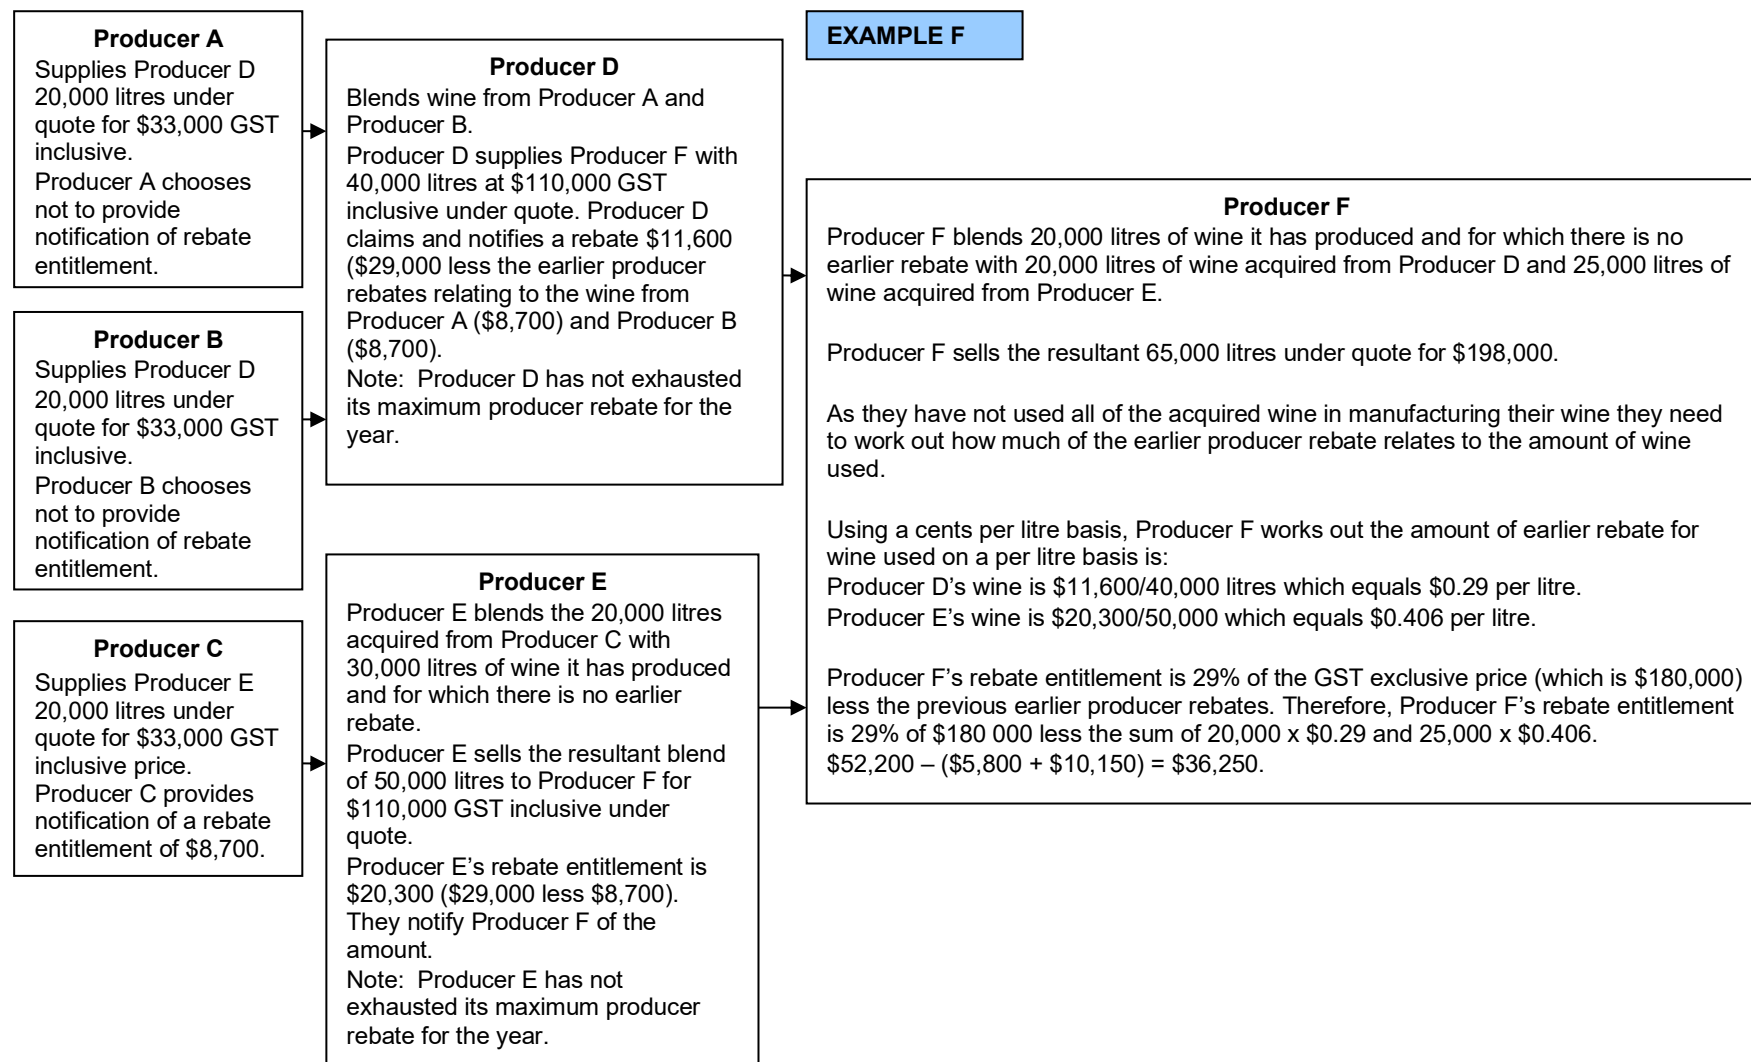 Producer A
Supplies Producer D
20,000 litres under
quote for $33,000 GST
inclusive.
Producer A chooses
not to provide
notification of rebate
entitlement.
Producer B
Supplies Producer D
20,000 litres under
quote for $33,000 GST
inclusive.
Producer B chooses
not to provide
notification of rebate
entitlement.
Producer C
Supplies Producer E
20,000 litres under
quote for $33,000 GST
inclusive price.
Producer C provides
notification of a rebate
entitlement of $8,700.
Producer D
Blends wine from Producer A and
Producer B.
Producer D supplies Producer F with
40,000 litres at $110,000 GST
inclusive under quote. Producer D
claims and notifies a rebate $11,600
($29,000 less the earlier producer
rebates relating to the wine from
Producer A ($8,700) and Producer B
($8,700).
Note:  Producer D has not exhausted
its maximum producer rebate for the
year.
Producer E
Producer E blends the 20,000 litres
acquired from Producer C with
30,000 litres of wine it has produced
and for which there is no earlier
rebate.
Producer E sells the resultant blend
of 50,000 litres to Producer F for
$110,000 GST inclusive under
quote.
Producer E’s rebate entitlement is
$20,300 ($29,000 less $8,700).
They notify Producer F of the
amount.
Note:  Producer E has not
exhausted its maximum producer
rebate for the year.
EXAMPLE F
Producer F
Producer F blends 20,000 litres of wine it has produced and for which there is no
earlier rebate with 20,000 litres of wine acquired from Producer D and 25,000 litres of
wine acquired from Producer E.
Producer F sells the resultant 65,000 litres under quote for $198,000.
As they have not used all of the acquired wine in manufacturing their wine they need
to work out how much of the earlier producer rebate relates to the amount of wine
used.
Using a cents per litre basis, Producer F works out the amount of earlier rebate for
wine used on a per litre basis is:
Producer D’s wine is $11,600/40,000 litres which equals $0.29 per litre.
Producer E’s wine is $20,300/50,000 which equals $0.406 per litre.
Producer F’s rebate entitlement is 29% of the GST exclusive price (which is $180,000)
less the previous earlier producer rebates. Therefore, Producer F’s rebate entitlement
is 29% of $180 000 less the sum of 20,000 x $0.29 and 25,000 x $0.406.
$52,200 – ($5,800 + $10,150) = $36,250.